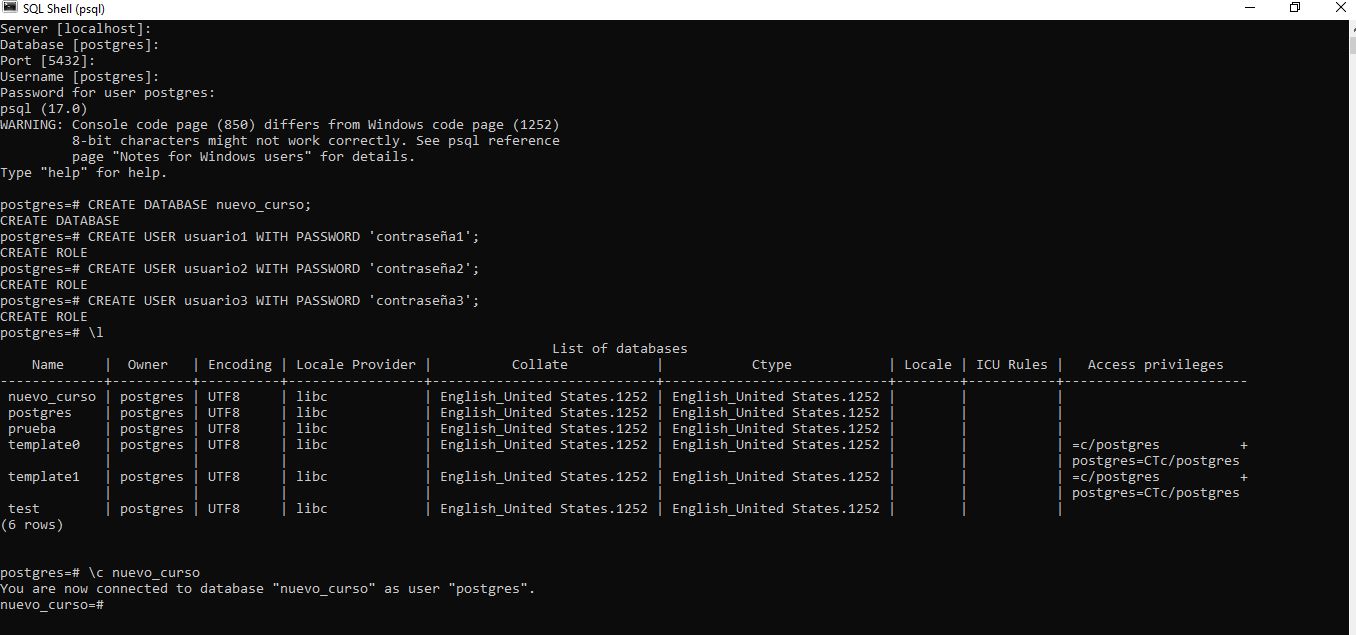 SQL Shell (psql)
Server [localhost]:
Database [postgres]:
Port [5432]:
Username [postgres]:
Password for user postgres:
psql (17.0)
WARNING: Console code page (850) differs from Windows code page (1252)
         8-bit characters might not work correctly. See psql reference
         page "Notes for Windows users" for details.
Type "help" for help.

postgres=# CREATE DATABASE nuevo_curso;
CREATE DATABASE
postgres=# CREATE USER usuario1 WITH PASSWORD 'contraseña1';
CREATE ROLE
postgres=# CREATE USER usuario2 WITH PASSWORD 'contraseña2';
CREATE ROLE
postgres=# CREATE USER usuario3 WITH PASSWORD 'contraseña3';
CREATE ROLE
postgres=# \l
                                                                     List of databases
    Name     |  Owner   | Encoding | Locale Provider |          Collate           |           Ctype            | Locale | ICU Rules |   Access privileges
-------------+----------+----------+-----------------+----------------------------+----------------------------+--------+-----------+-----------------------
 nuevo_curso | postgres | UTF8     | libc            | English_United States.1252 | English_United States.1252 |        |           |
 postgres    | postgres | UTF8     | libc            | English_United States.1252 | English_United States.1252 |        |           |
 prueba      | postgres | UTF8     | libc            | English_United States.1252 | English_United States.1252 |        |           |
 template0   | postgres | UTF8     | libc            | English_United States.1252 | English_United States.1252 |        |           | =c/postgres          +
             |          |          |                 |                            |                            |        |           | postgres=CTc/postgres
 template1   | postgres | UTF8     | libc            | English_United States.1252 | English_United States.1252 |        |           | =c/postgres          +
             |          |          |                 |                            |                            |        |           | postgres=CTc/postgres
 test        | postgres | UTF8     | libc            | English_United States.1252 | English_United States.1252 |        |           |
(6 rows)

postgres=# \c nuevo_curso
You are now connected to database "nuevo_curso" as user "postgres".
nuevo_curso=#